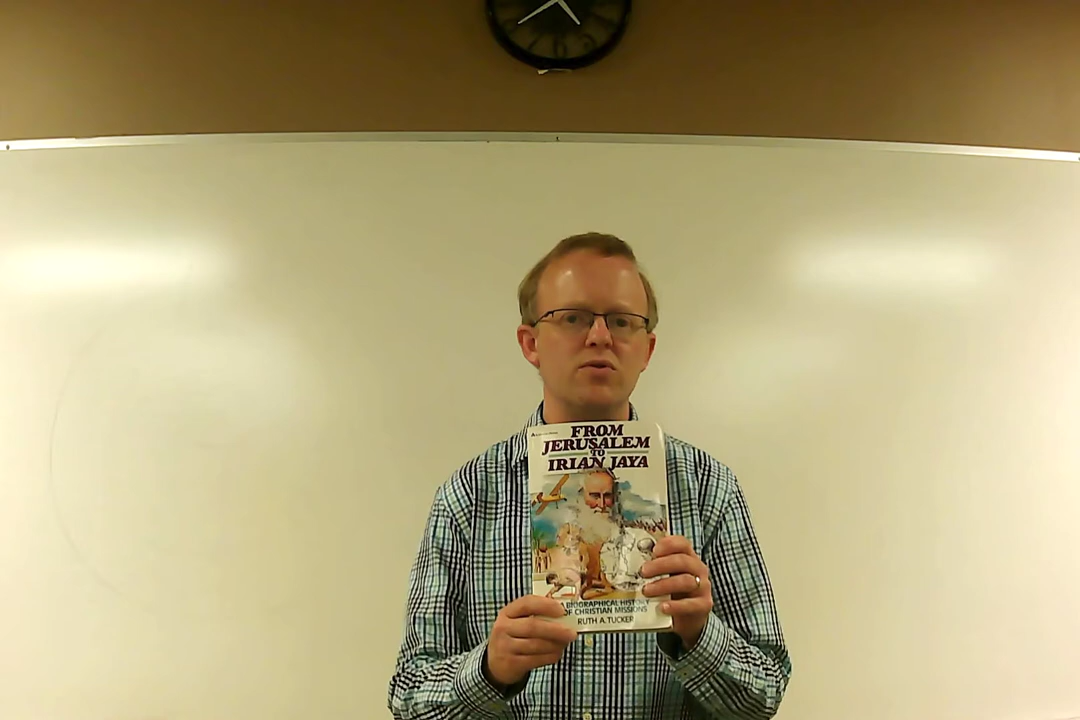 FROM
JERUSALEM
TO
IRIAN JAYA
A BIOGRAPHICAL HISTORY
OF CHRISTIAN MISSIONS
RUTH A. TUCKER